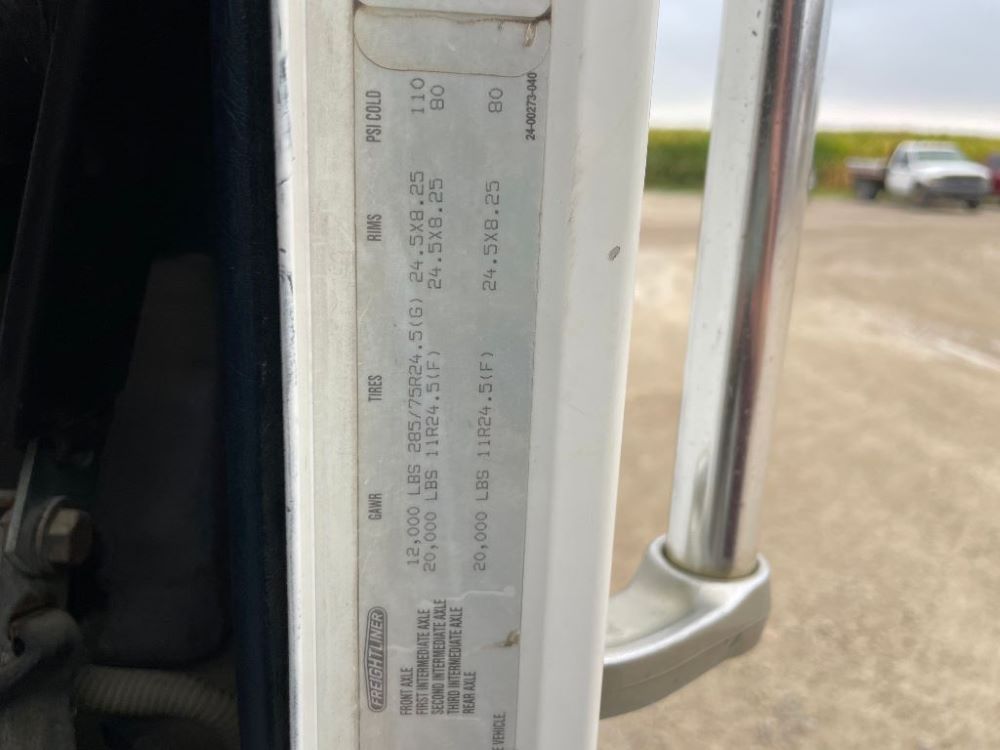 FREIGHTLINER GAWR TIRES RIMS PSI COLD
FRONT AXLE 12,000 LBS 285/75R24.5(G) 24.5X8.25 110
FIRST INTERMEDIATE AXLE 20,000 LBS 11R24.5(F) 24.5X8.25 80
SECOND INTERMEDIATE AXLE
THIRD INTERMEDIATE AXLE
REAR AXLE 20,000 LBS 11R24.5(F) 24.5X8.25 80
VEHICLE. 24-00273-040